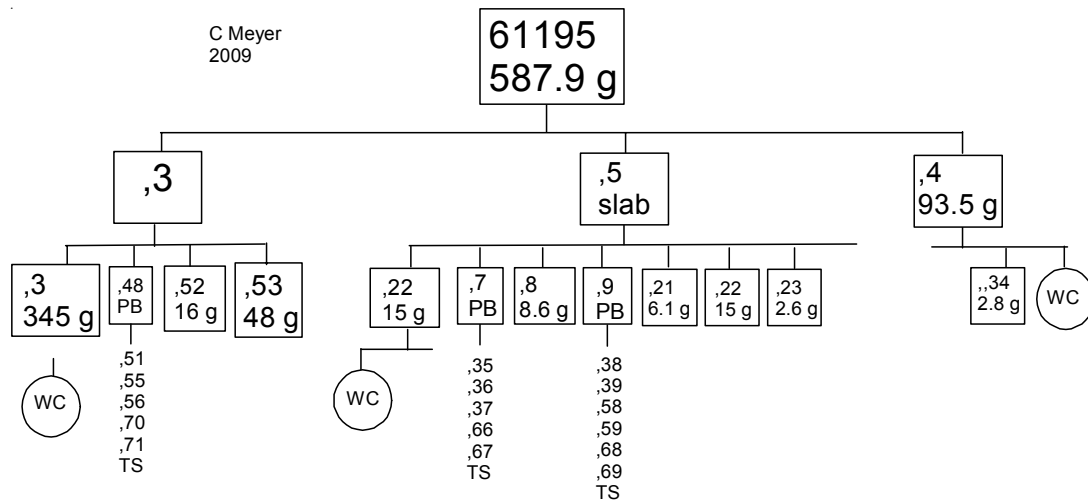 C Meyer
2009
61195
587.9 g
,3
,5
slab
,4
93.5 g
,3
345 g
,48
PB
,52
16 g
,53
48 g
,22
15 g
,7
PB
,8
8.6 g
,9
PB
,21
6.1 g
,22
15 g
,23
2.6 g
,,34
2.8 g
WC
WC
,51
,55
,56
,70
,71
TS
WC
,35
,36
,37
,66
,67
TS
,38
,39
,58
,59
,68
,69
TS